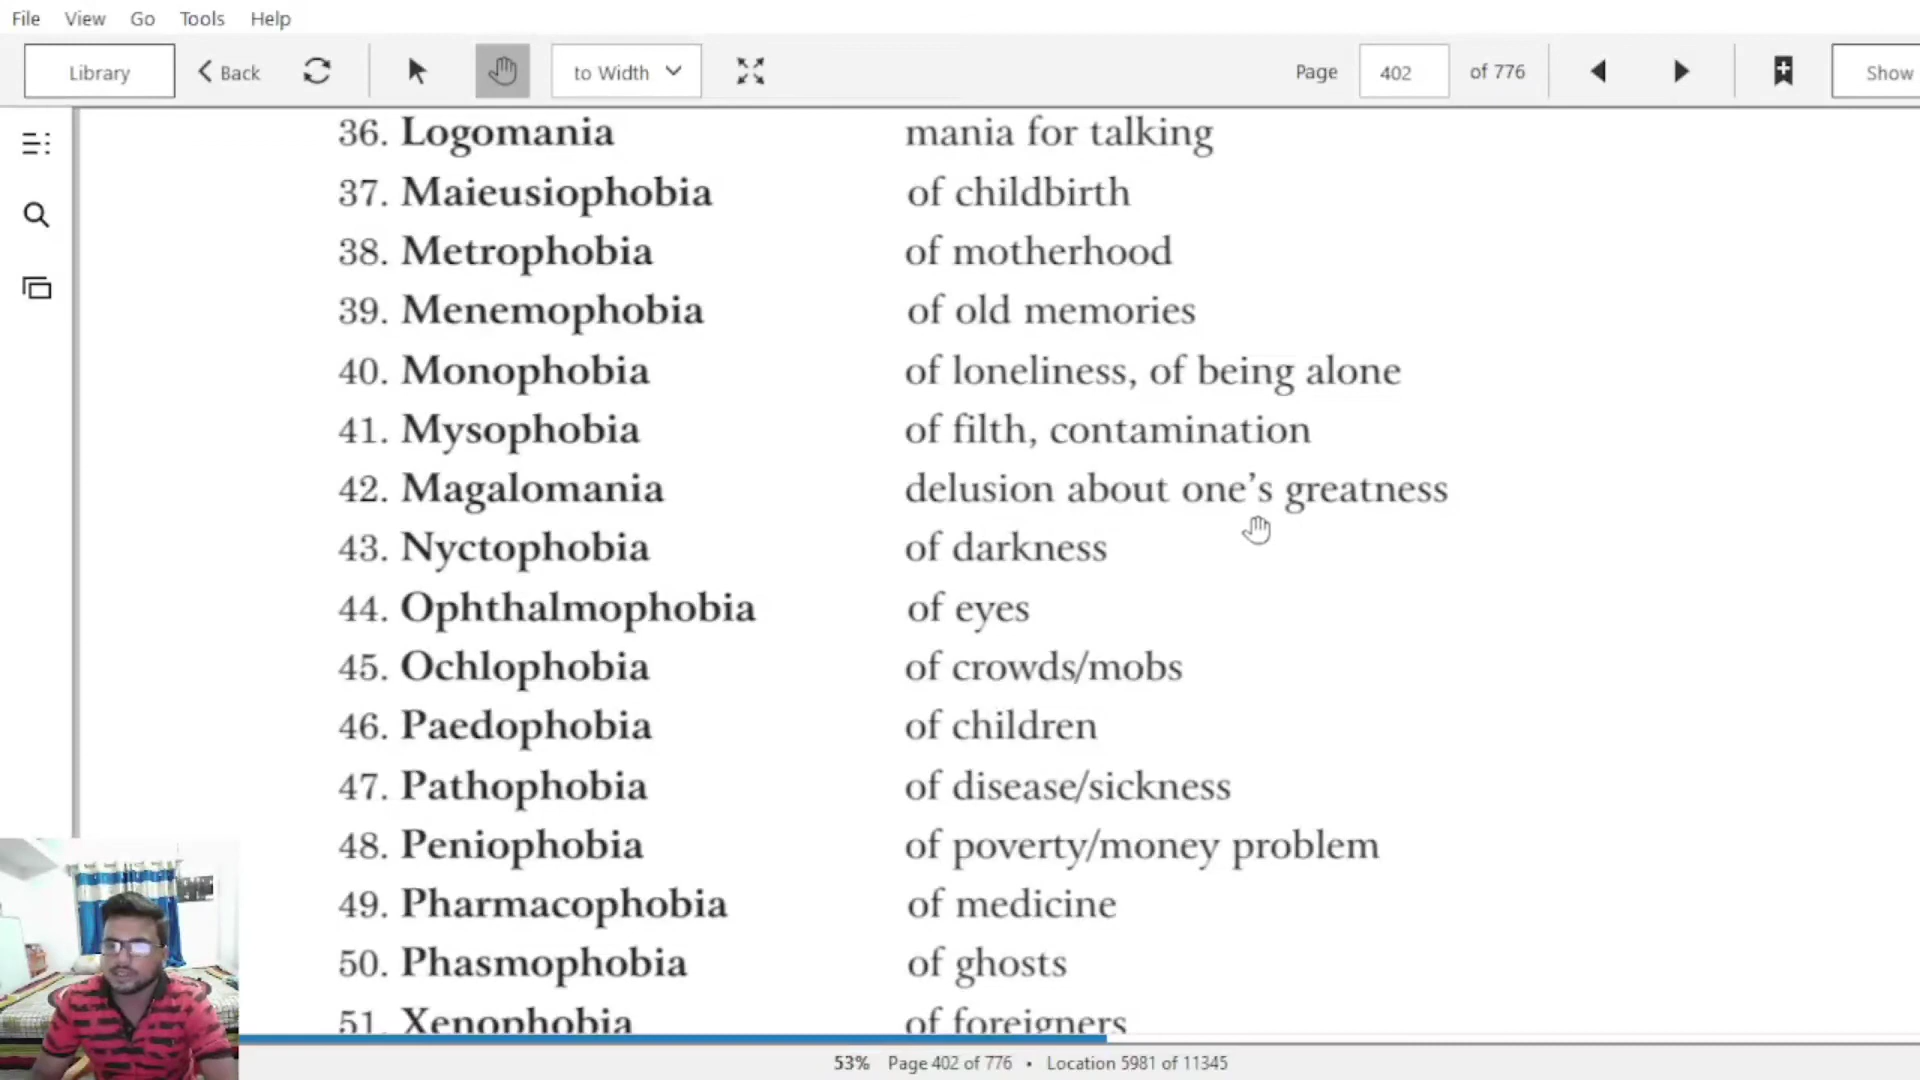 File View Go Tools Help
Library Back to Width Page 402 of 776 Show
36. Logomania mania for talking
37. Maieusiophobia of childbirth
38. Metrophobia of motherhood
39. Menemophobia of old memories
40. Monophobia of loneliness, of being alone
41. Mysophobia of filth, contamination
42. Magalomania delusion about one’s greatness
43. Nyctophobia of darkness
44. Ophthalmophobia of eyes
45. Ochlophobia of crowds/mobs
46. Paedophobia of children
47. Pathophobia of disease/sickness
48. Peniophobia of poverty/money problem
49. Pharmacophobia of medicine
50. Phasmophobia of ghosts
51. Xenophobia of foreigners
53% Page 402 of 776 • Location 5981 of 11345